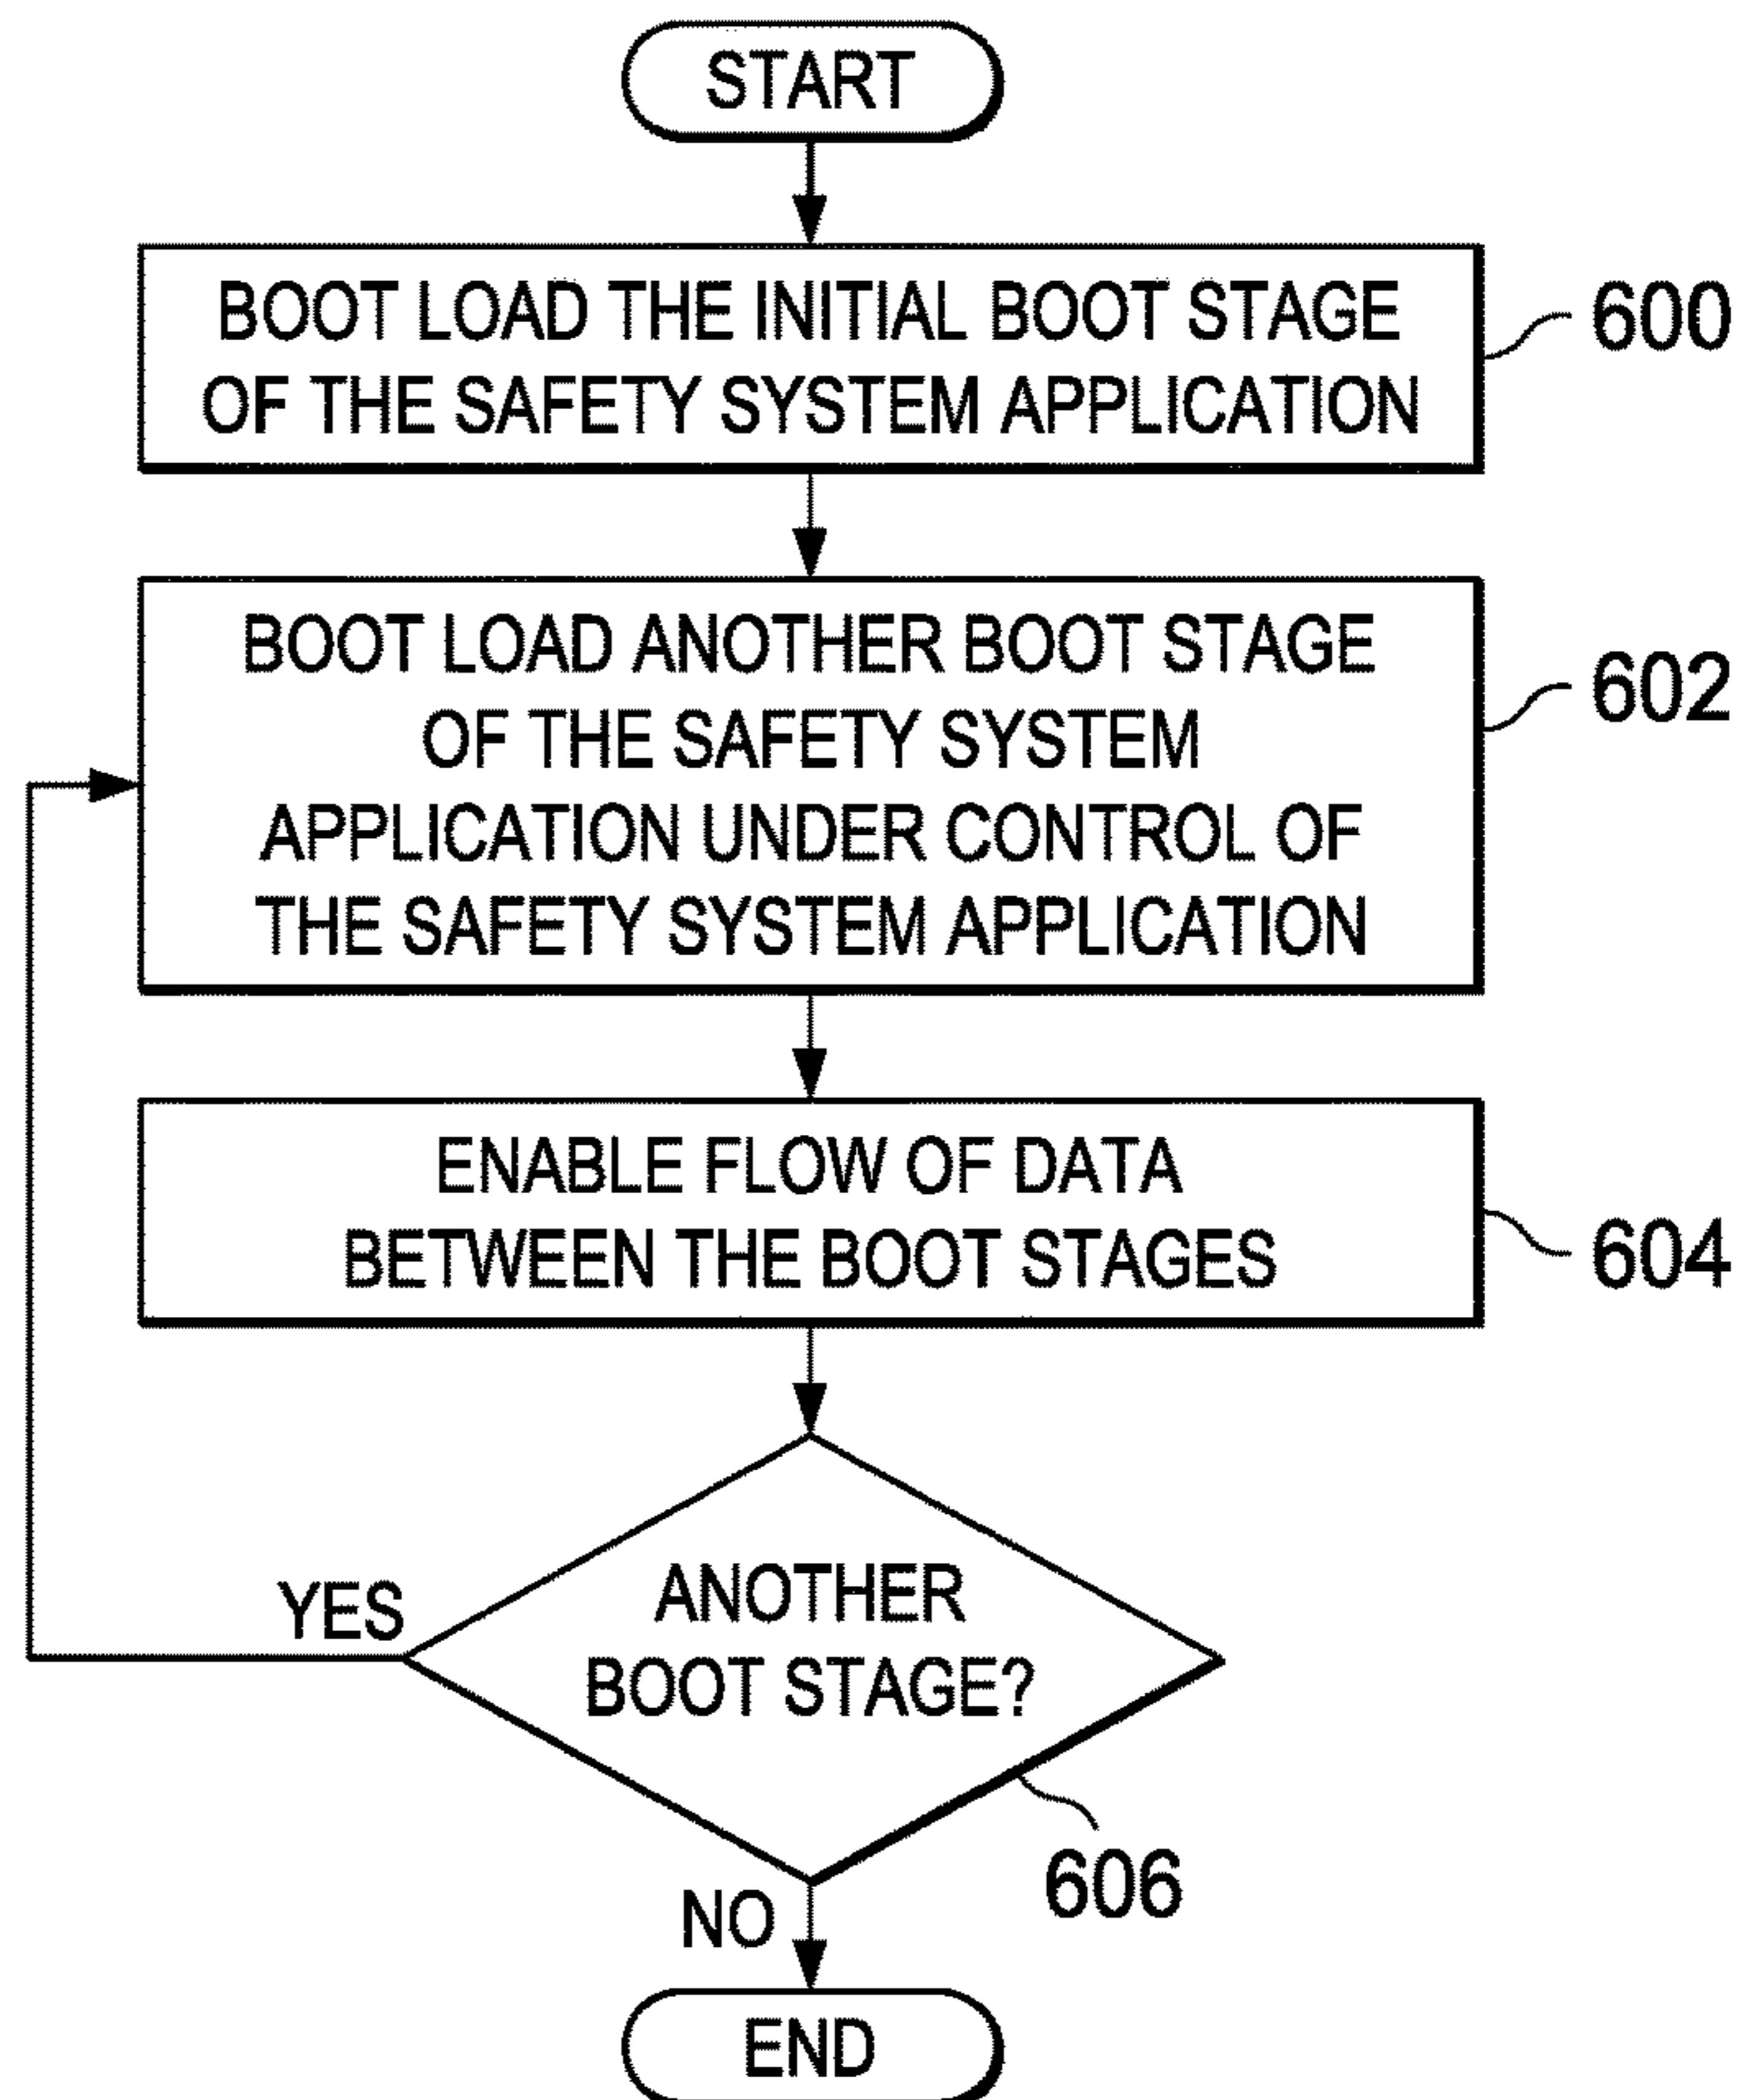 START
BOOT LOAD THE INITIAL BOOT STAGE
OF THE SAFETY SYSTEM APPLICATION
600
BOOT LOAD ANOTHER BOOT STAGE
OF THE SAFETY SYSTEM
APPLICATION UNDER CONTROL OF
THE SAFETY SYSTEM APPLICATION
602
ENABLE FLOW OF DATA
BETWEEN THE BOOT STAGES
604
YES
ANOTHER
BOOT STAGE?
606
NO
END